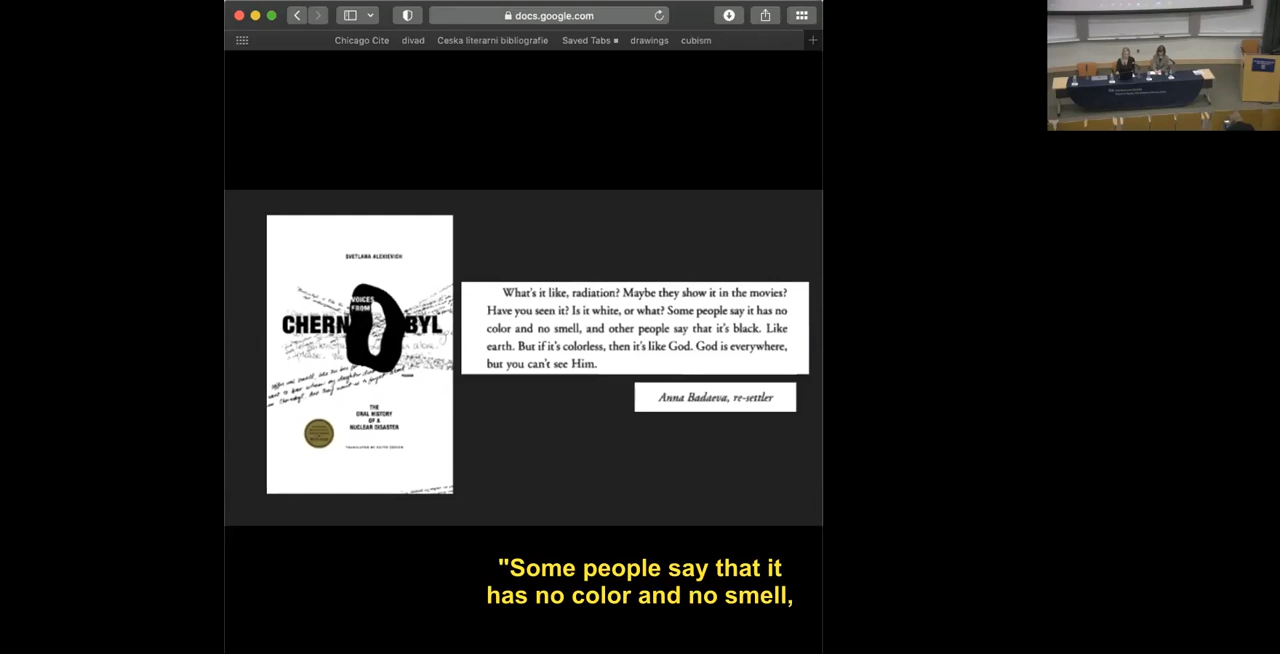 docs.google.com
Chicago Cite divad Ceska literarni bibliografie Saved Tabs drawings cubism
SVETLANA ALEXIEVICH
VOICES
FROM
CHERNOBYL
THE
ORAL HISTORY
OF A
NUCLEAR DISASTER
TRANSLATED BY KEITH GESSEN
What's it like, radiation? Maybe they show it in the movies?
Have you seen it? Is it white, or what? Some people say it has no
color and no smell, and other people say that it's black. Like
earth. But if it's colorless, then it's like God. God is everywhere,
but you can't see Him.
Anna Badaeva, re-settler
"Some people say that it
has no color and no smell,